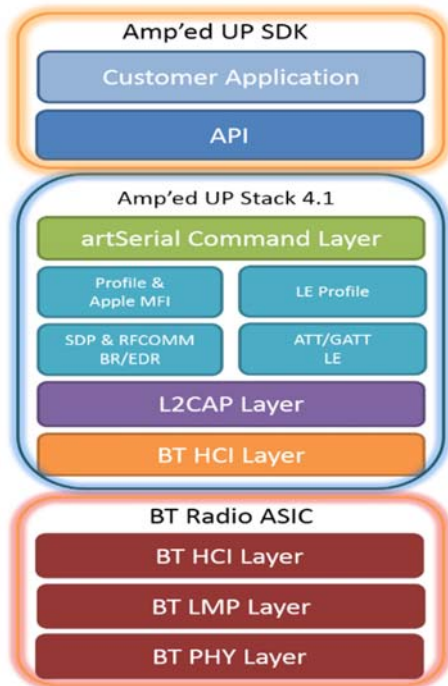 Amp'ed UP SDK
Customer Application
API
Amp'ed UP Stack 4.1
artSerial Command Layer
Profile &
Apple MFI
LE Profile
SDP & RFCOMM
BR/EDR
ATT/GATT
LE
L2CAP Layer
BT HCI Layer
BT Radio ASIC
BT HCI Layer
BT LMP Layer
BT PHY Layer